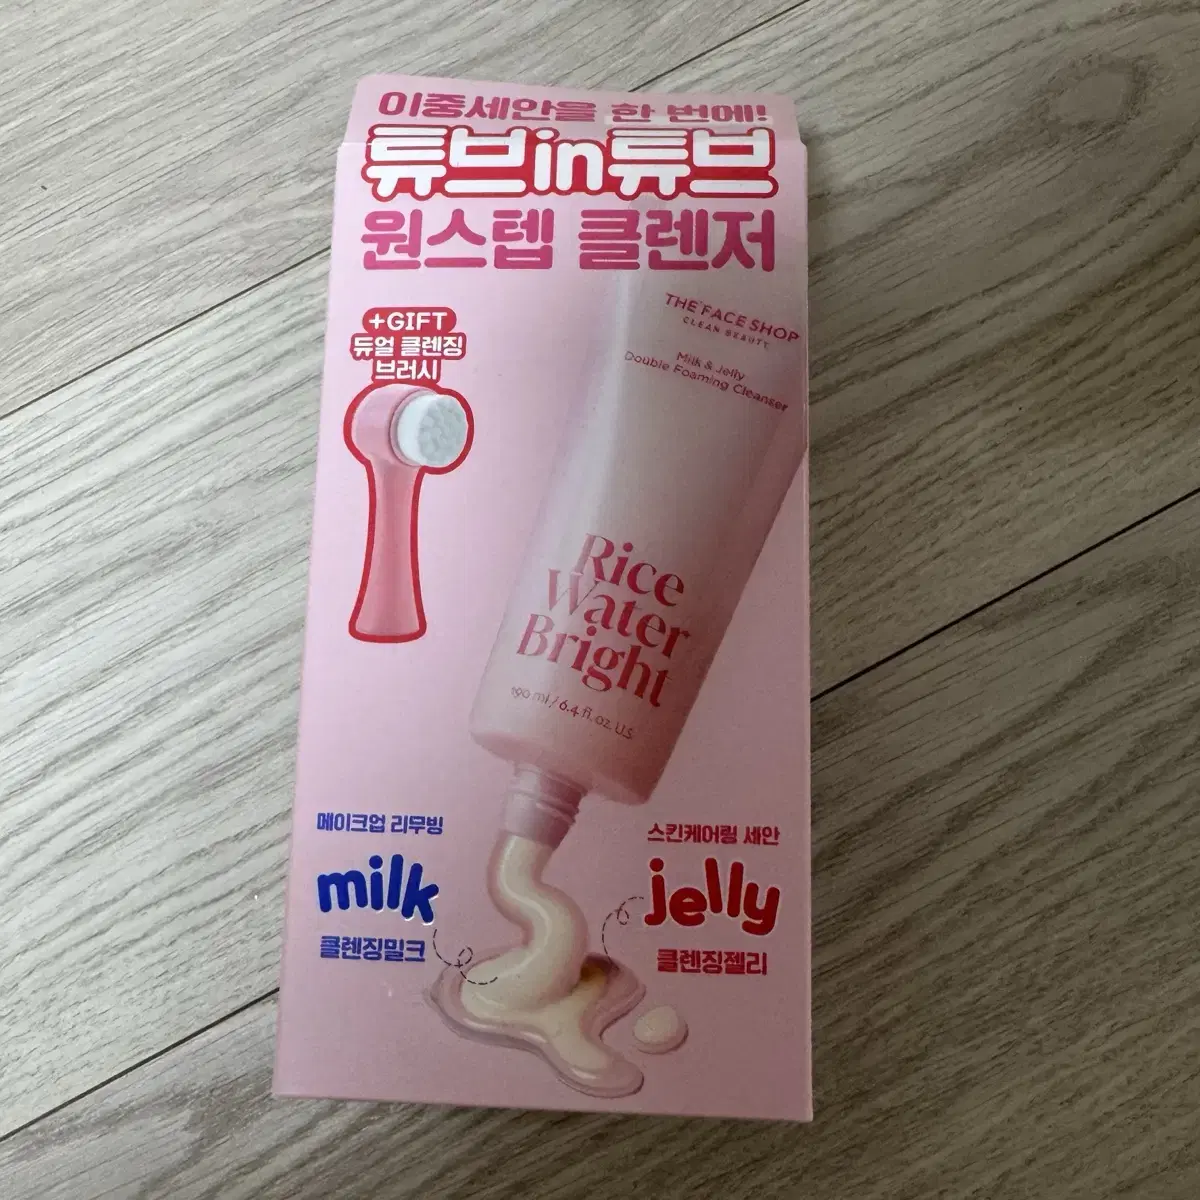 이중세안을 한 번에!
튜브in튜브
원스텝 클렌저
+GIFT
듀얼 클렌징
브러시
THE FACE SHOP
CLEAN BEAUTY
Milk & Jelly
Double Foaming Cleanser
Rice
Water
Bright
190 ml / 6.4 fl. oz. U.S.
메이크업 리무빙
milk
클렌징밀크
스킨케어링 세안
jelly
클렌징젤리